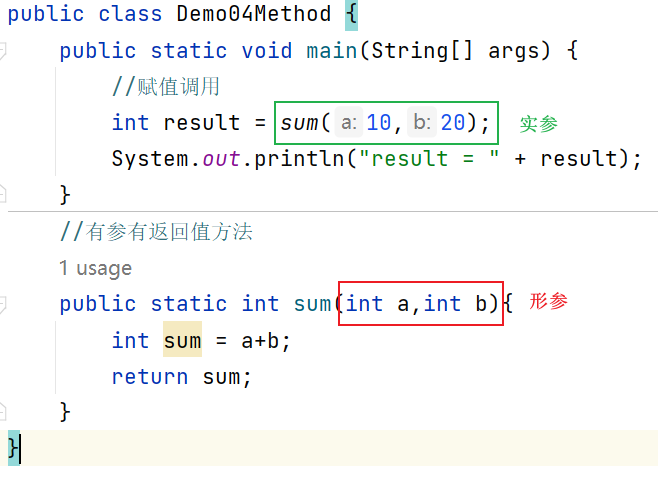 public class Demo04Method {
public static void main(String[] args) {
//赋值调用
int result = sum( a: 10, b: 20); 实参
System.out.println("result = " + result);
}
//有参有返回值方法
1 usage
public static int sum(int a,int b){ 形参
int sum = a+b;
return sum;
}
}